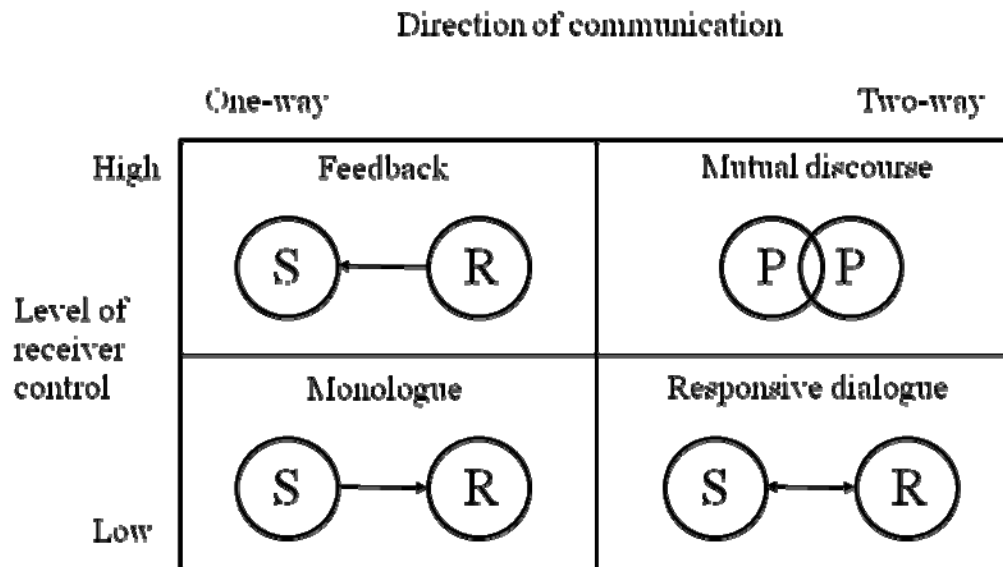 Direction of communication
One-way Two-way
High Feedback Mutual discourse
S R P P
Level of
receiver
control
Monologue Responsive dialogue
S R S R
Low